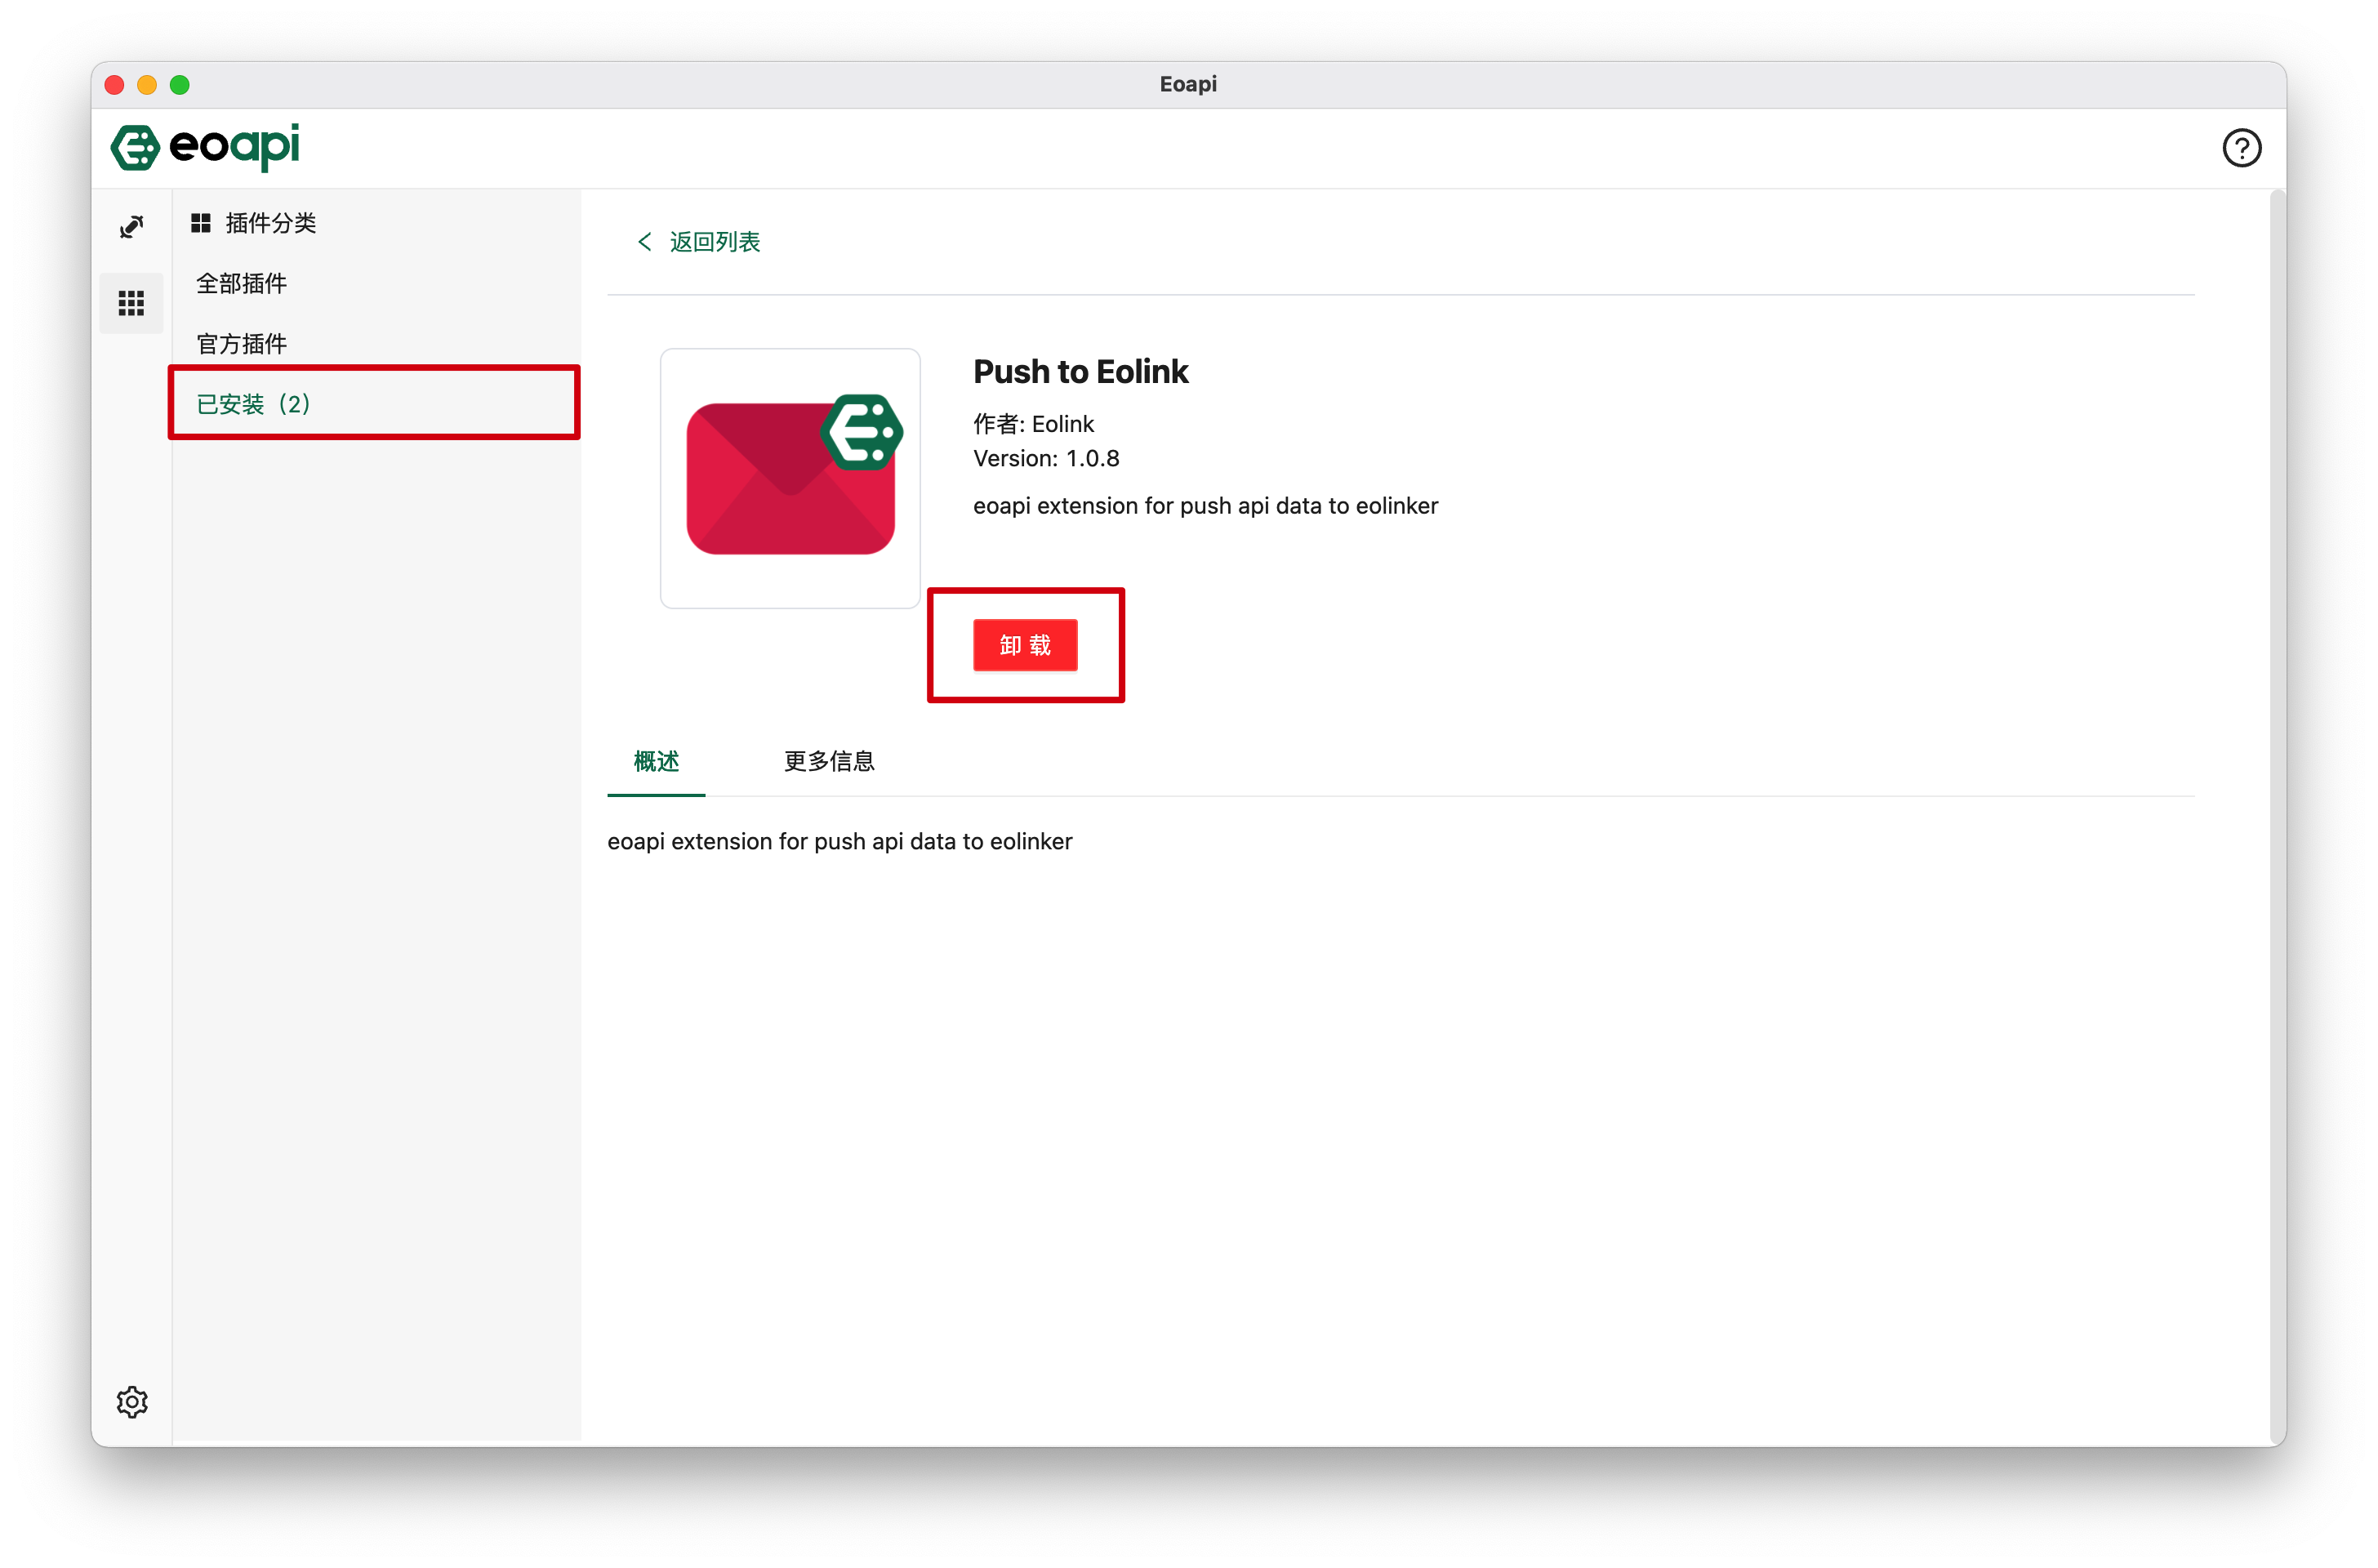 Eoapi
eoapi
插件分类
全部插件
官方插件
已安装 (2)
返回列表
Push to Eolink
作者: Eolink
Version: 1.0.8
eoapi extension for push api data to eolinker
卸 载
概述
更多信息
eoapi extension for push api data to eolinker